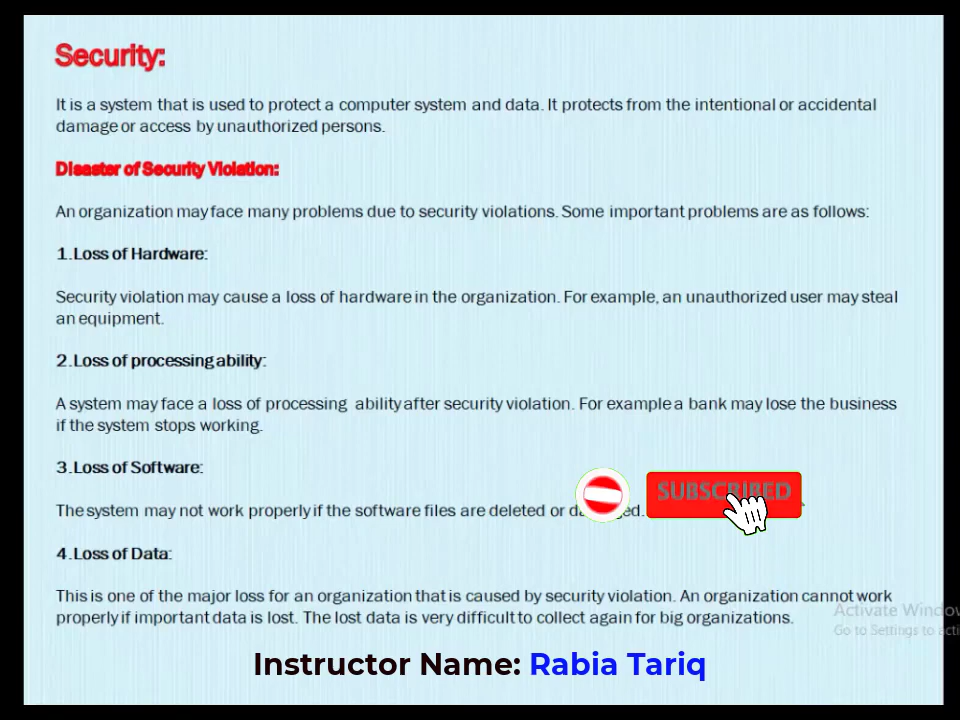 Security:
It is a system that is used to protect a computer system and data. It protects from the intentional or accidental
damage or access by unauthorized persons.
Disaster of Security Violation:
An organization may face many problems due to security violations. Some important problems are as follows:
1.Loss of Hardware:
Security violation may cause a loss of hardware in the organization. For example, an unauthorized user may steal
an equipment.
2.Loss of processing ability:
A system may face a loss of processing ability after security violation. For example a bank may lose the business
if the system stops working.
3.Loss of Software:
The system may not work properly if the software files are deleted or
SUBSCRIBED
4.Loss of Data:
This is one of the major loss for an organization that is caused by security violation. An organization cannot work
properly if important data is lost. The lost data is very difficult to collect again for big organizations.
Activate Window
Go to Settings to acti
Instructor Name: Rabia Tariq